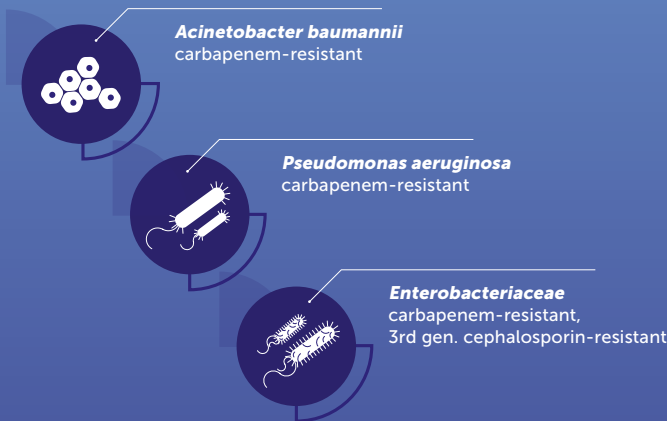 Acinetobacter baumannii
carbapenem-resistant
Pseudomonas aeruginosa
carbapenem-resistant
Enterobacteriaceae
carbapenem-resistant,
3rd gen. cephalosporin-resistant